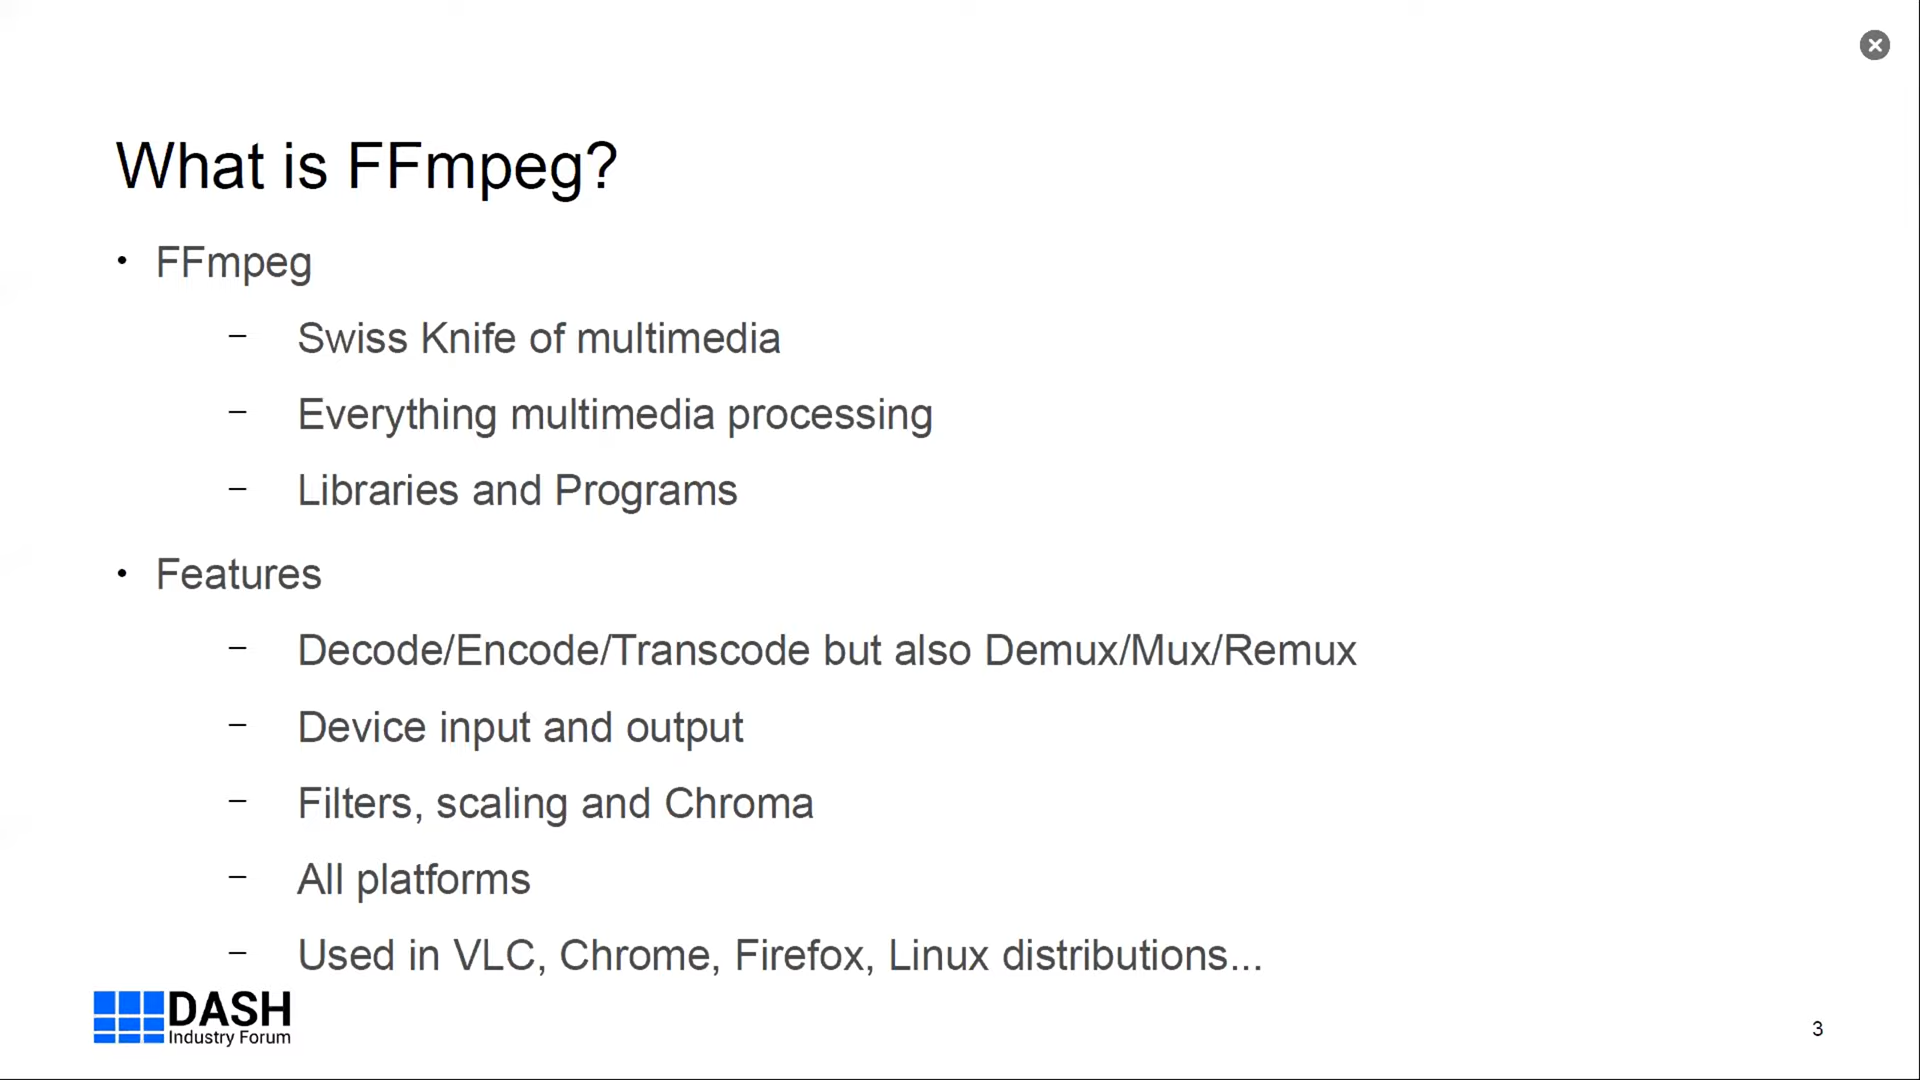 What is FFmpeg?
• FFmpeg
– Swiss Knife of multimedia
– Everything multimedia processing
– Libraries and Programs
• Features
– Decode/Encode/Transcode but also Demux/Mux/Remux
– Device input and output
– Filters, scaling and Chroma
– All platforms
– Used in VLC, Chrome, Firefox, Linux distributions...
DASH
Industry Forum
3